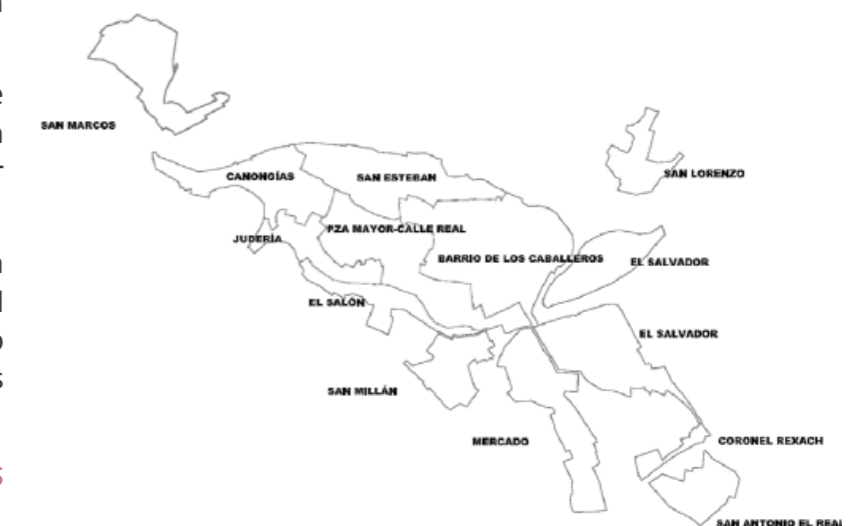 SAN MARCOS
CANONGÍAS
SAN ESTEBAN
SAN LORENZO
JUDERÍA
PZA MAYOR-CALLE REAL
BARRIO DE LOS CABALLEROS
EL SALVADOR
EL SALÓN
EL SALVADOR
SAN MILLÁN
MERCADO
CORONEL REXACH
SAN ANTONIO EL REAL